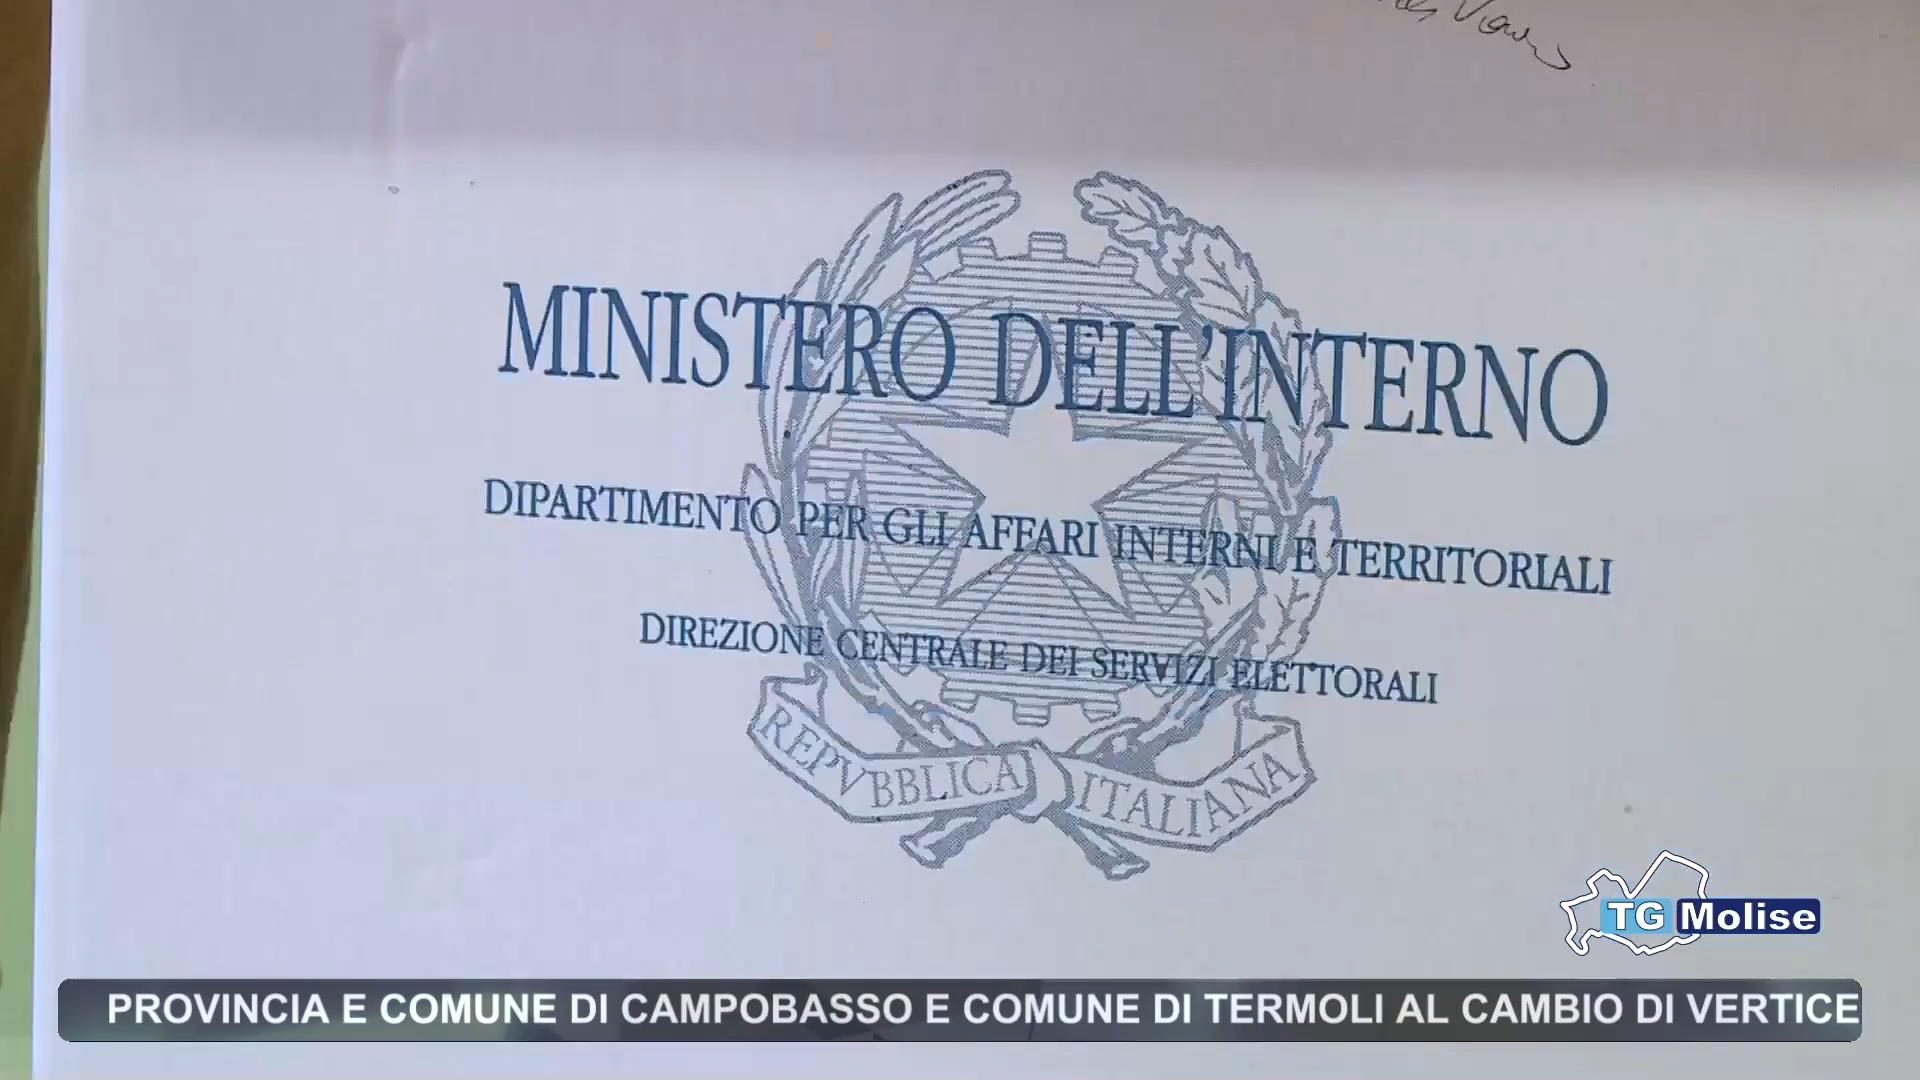 MINISTERO DELL'INTERNO
DIPARTIMENTO PER GLI AFFARI INTERNI E TERRITORIALI
DIREZIONE CENTRALE DEI SERVIZI ELETTORALI
REPVBBLICA ITALIANA
TG Molise
PROVINCIA E COMUNE DI CAMPOBASSO E COMUNE DI TERMOLI AL CAMBIO DI VERTICE